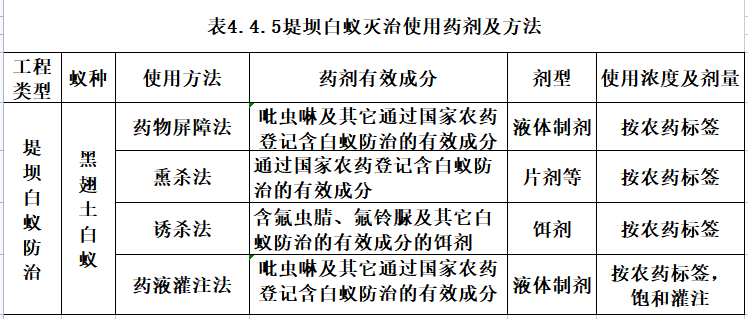 表4.4.5堤坝白蚁灭治使用药剂及方法
工程类型 蚁种 使用方法 药剂有效成分 剂型 使用浓度及剂量
堤坝白蚁防治 黑翅土白蚁
药物屏障法 吡虫啉及其它通过国家农药
登记含白蚁防治的有效成分 液体制剂 按农药标签
熏杀法 通过国家农药登记含白蚁防
治的有效成分 片剂等 按农药标签
诱杀法 含氟虫腈、氟铃脲及其它白
蚁防治的有效成分的饵剂 饵剂 按农药标签
药液灌注法 吡虫啉及其它通过国家农药
登记含白蚁防治的有效成分 液体制剂 按农药标签，
饱和灌注